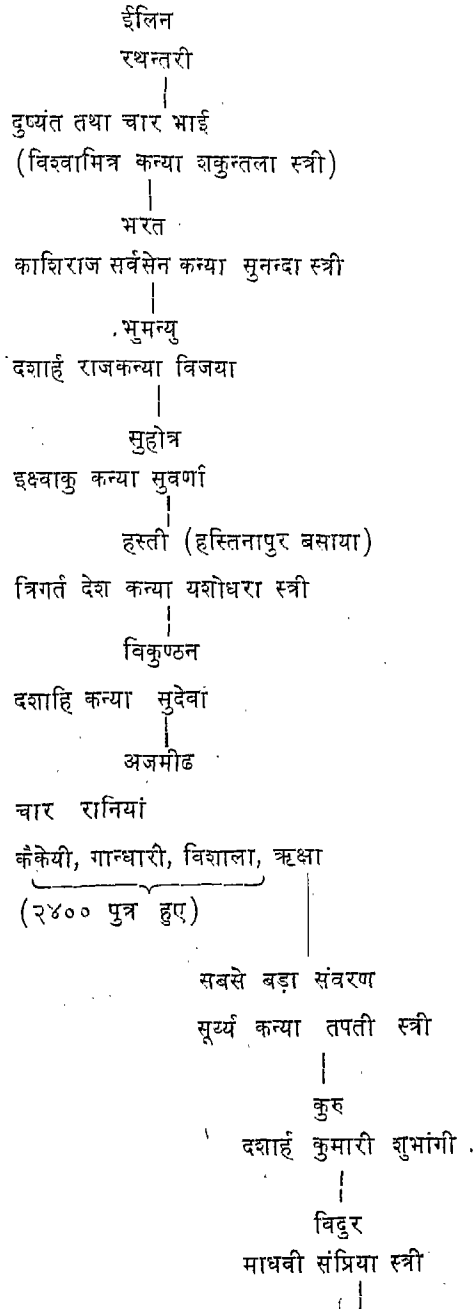 ईलिन
रथन्तरी
दुष्यंत तथा चार भाई
(विश्वामित्र कन्या शकुन्तला स्त्री)
भरत
काशिराज सर्वसेन कन्या सुनन्दा स्त्री
भुमन्यु
दशार्ह राजकन्या विजया
सुहोत्र
इक्ष्वाकु कन्या सुवर्णा
हस्ती (हस्तिनापुर बसाया)
त्रिगर्त देश कन्या यशोधरा स्त्री
विकुण्ठन
दशाहि कन्या सुदेवा
अजमीढ
चार रानियां
कैकेयी, गान्धारी, विशाला, ऋक्षा
(२४०० पुत्र हुए)
सबसे बड़ा संवरण
सूर्य्य कन्या तपती स्त्री
कुरु
दशार्ह कुमारी शुभांगी
विदुर
माधवी संप्रिया स्त्री